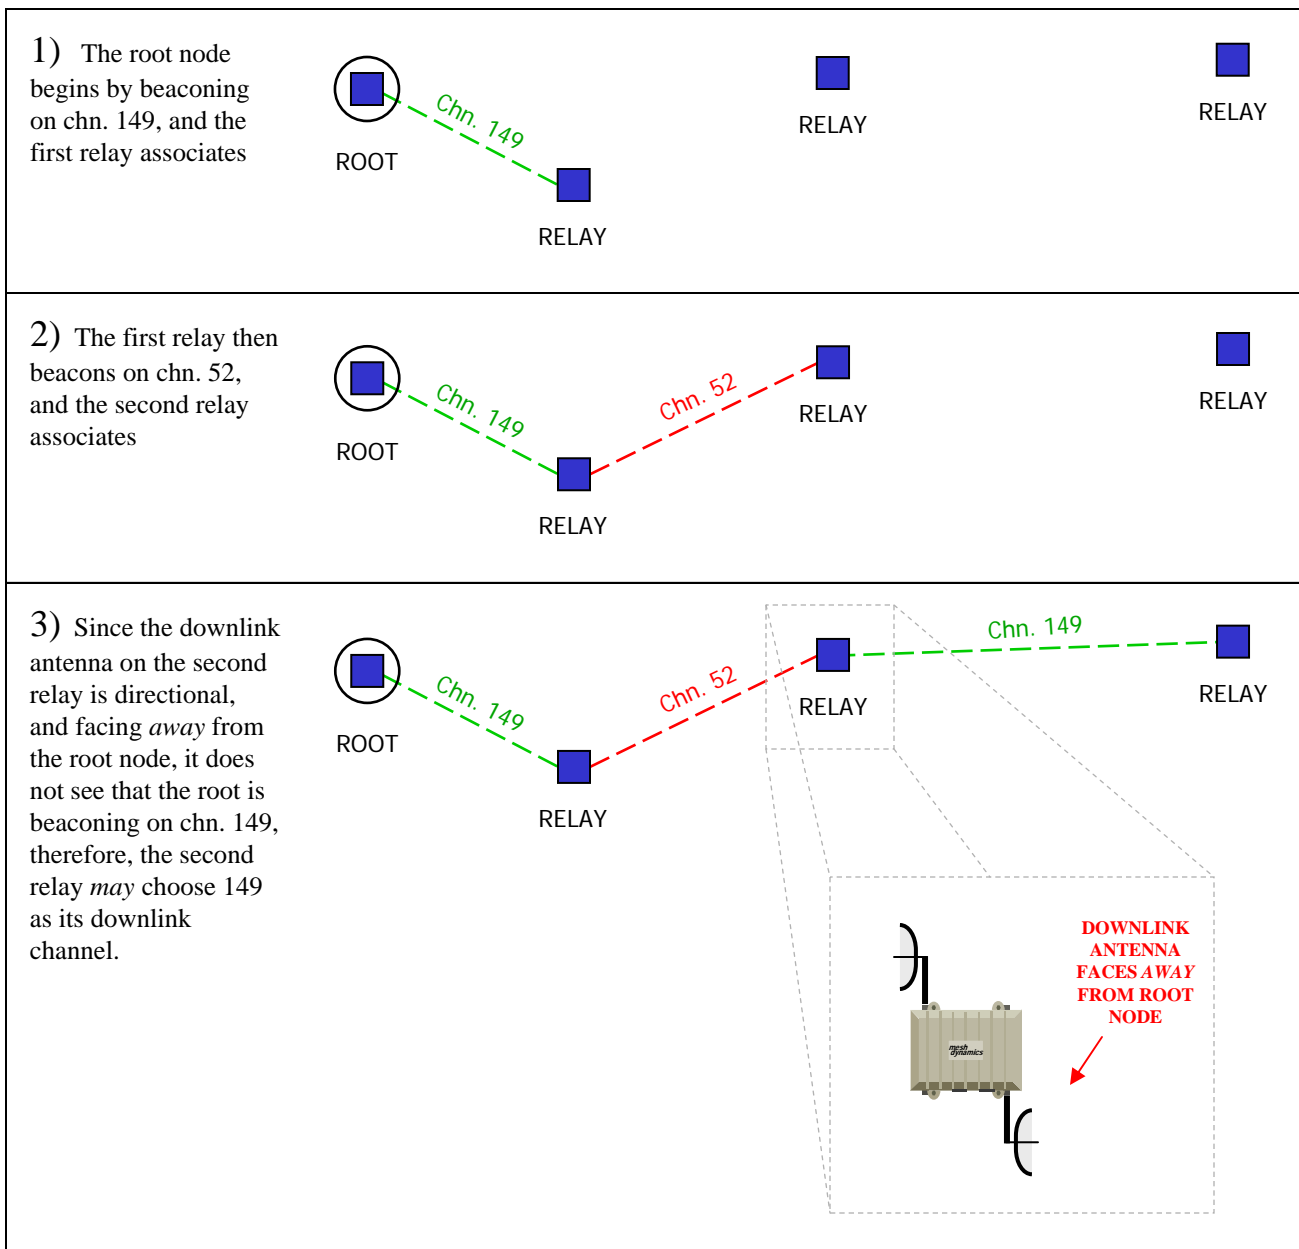 1) The root node
begins by beaconing
on chn. 149, and the
first relay associates
ROOT
Chn. 149
RELAY
RELAY
RELAY
2) The first relay then
beacons on chn. 52,
and the second relay
associates
ROOT
Chn. 149
RELAY
Chn. 52
RELAY
RELAY
3) Since the downlink
antenna on the second
relay is directional,
and facing away from
the root node, it does
not see that the root is
beaconing on chn. 149,
therefore, the second
relay may choose 149
as its downlink
channel.
ROOT
Chn. 149
RELAY
Chn. 52
RELAY
Chn. 149
RELAY
DOWNLINK
ANTENNA
FACES AWAY
FROM ROOT
NODE
mesh
dynamics